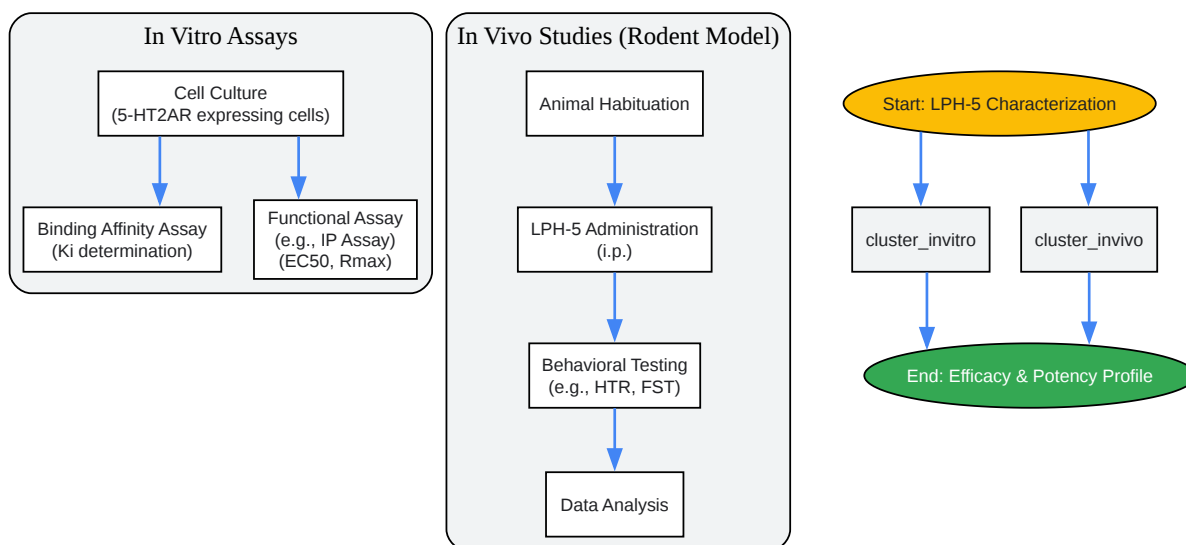 In Vitro Assays
Cell Culture
(5-HT2AR expressing cells)
Binding Affinity Assay
(Ki determination)
Functional Assay
(e.g., IP Assay)
(EC50, Rmax)
In Vivo Studies (Rodent Model)
Animal Habituation
LPH-5 Administration
(i.p.)
Behavioral Testing
(e.g., HTR, FST)
Data Analysis
Start: LPH-5 Characterization
cluster_invitro
cluster_invivo
End: Efficacy & Potency Profile